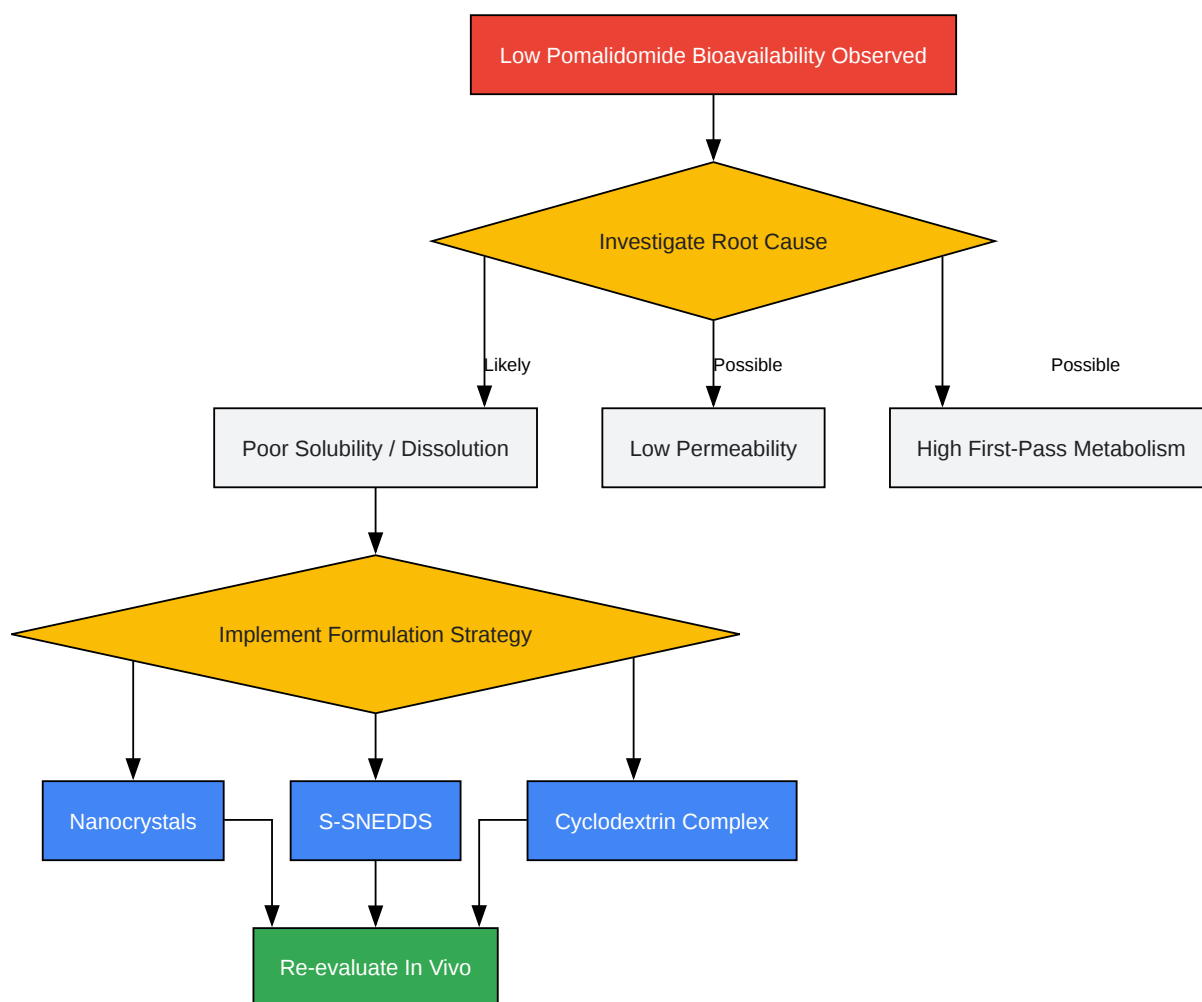 Low Pomalidomide Bioavailability Observed
Investigate Root Cause
Likely
Possible
Possible
Poor Solubility / Dissolution
Low Permeability
High First-Pass Metabolism
Implement Formulation Strategy
Nanocrystals
S-SNEDDS
Cyclodextrin Complex
Re-evaluate In Vivo